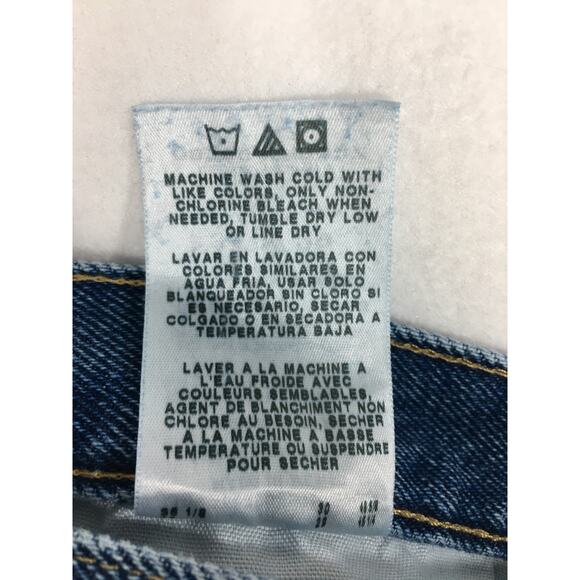 MACHINE WASH COLD WITH
LIKE COLORS, ONLY NON-
CHLORINE BLEACH WHEN
NEEDED, TUMBLE DRY LOW
OR LINE DRY
LAVAR EN LAVADORA CON
COLORES SIMILARES EN
AGUA FRIA, USAR SOLO
BLANQUEADOR SIN CLORO SI
ES NECESARIO, SECAR
COLGADO O EN SECADORA A
TEMPERATURA BAJA
LAVER A LA MACHINE A
L'EAU FROIDE AVEC
COULEURS SEMBLABLES,
AGENT DE BLANCHIMENT NON
CHLORE AU BESOIN, SECHER
A LA MACHINE A BASSE
TEMPERATURE OU SUSPENDRE
POUR SECHER